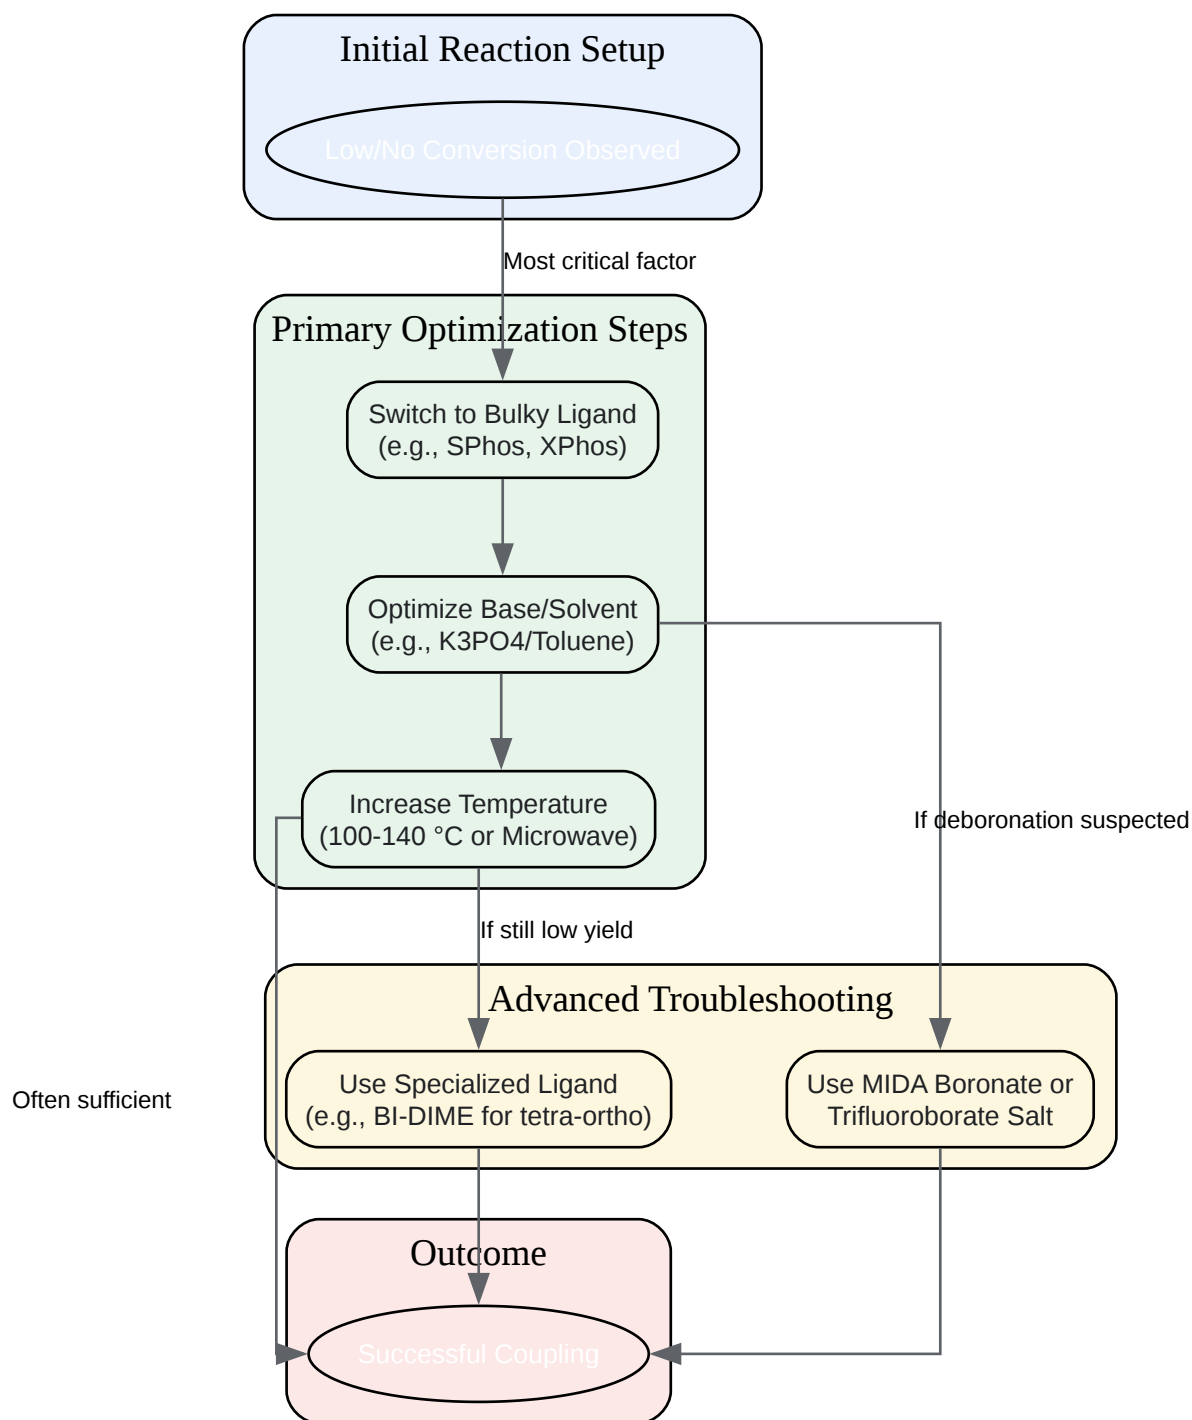 Initial Reaction Setup
Low/No Conversion Observed
Most critical factor
Primary Optimization Steps
Switch to Bulky Ligand
(e.g., SPhos, XPhos)
Optimize Base/Solvent
(e.g., K3PO4/Toluene)
Increase Temperature
(100-140 °C or Microwave)
If deboronation suspected
If still low yield
Advanced Troubleshooting
Use Specialized Ligand
(e.g., BI-DIME for tetra-ortho)
Use MIDA Boronate or
Trifluoroborate Salt
Often sufficient
Outcome
Successful Coupling